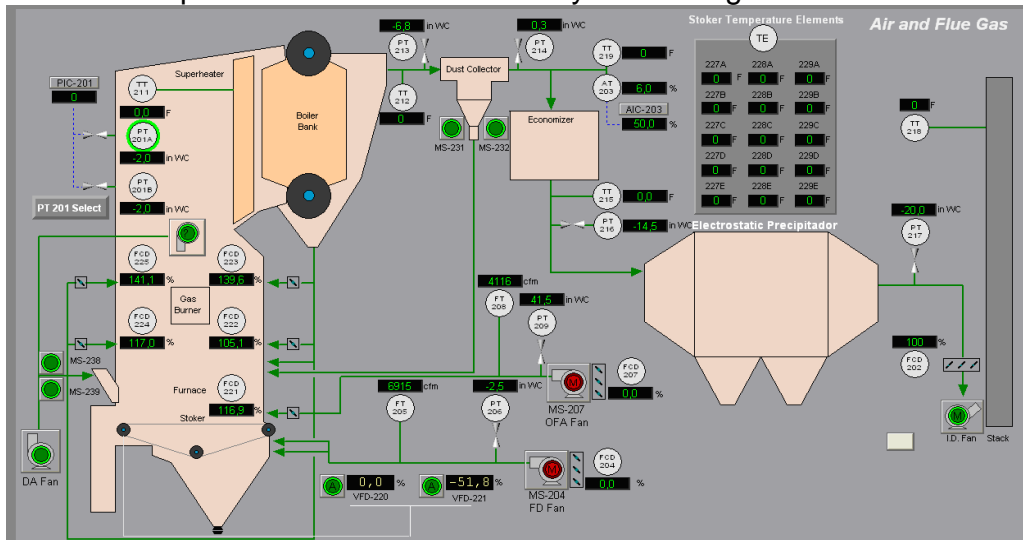 -6,8 in WC
0,3 in WC
Stoker Temperature Elements
Air and Flue Gas
PT 213
PT 214
TT 219
0 F
TE
PIC-201
0
Superheater
TT 211
Dust Collector
TT 212
0 F
AT 203
6,0 %
AIC-203
50,0 %
227A 228A 229A
0 F 0 F 0 F
227B 228B 229B
0 F 0 F 0 F
227C 228C 229C
0 F 0 F 0 F
227D 228D 229D
0 F 0 F 0 F
227E 228E 229E
0 F 0 F 0 F
0 F
TT 218
0,0 F
PT 201A
-2,0 in WC
Boiler Bank
Economizer
MS-231
MS-232
PT 201B
-2,0 in WC
PT 201 Select
TT 215
0,0 F
PT 216
-14,5 in WC
Electrostatic Precipitador
-20,0 in WC
PT 217
FCD 225
141,1 %
FCD 223
139,6 %
Gas Burner
FCD 224
117,0 %
FCD 222
105,1 %
4116 cfm
FT 208
41,5 in WC
PT 209
100 %
FCD 202
MS-238
MS-239
Furnace
FCD 221
116,9 %
Stoker
6915 cfm
FT 205
-2,5 in WC
PT 206
M
MS-207
OFA Fan
FCD 207
0,0 %
M
I.D. Fan
Stack
DA Fan
A
0,0 %
VFD-220
A
-51,8 %
VFD-221
M
MS-204
FD Fan
FCD 204
0,0 %